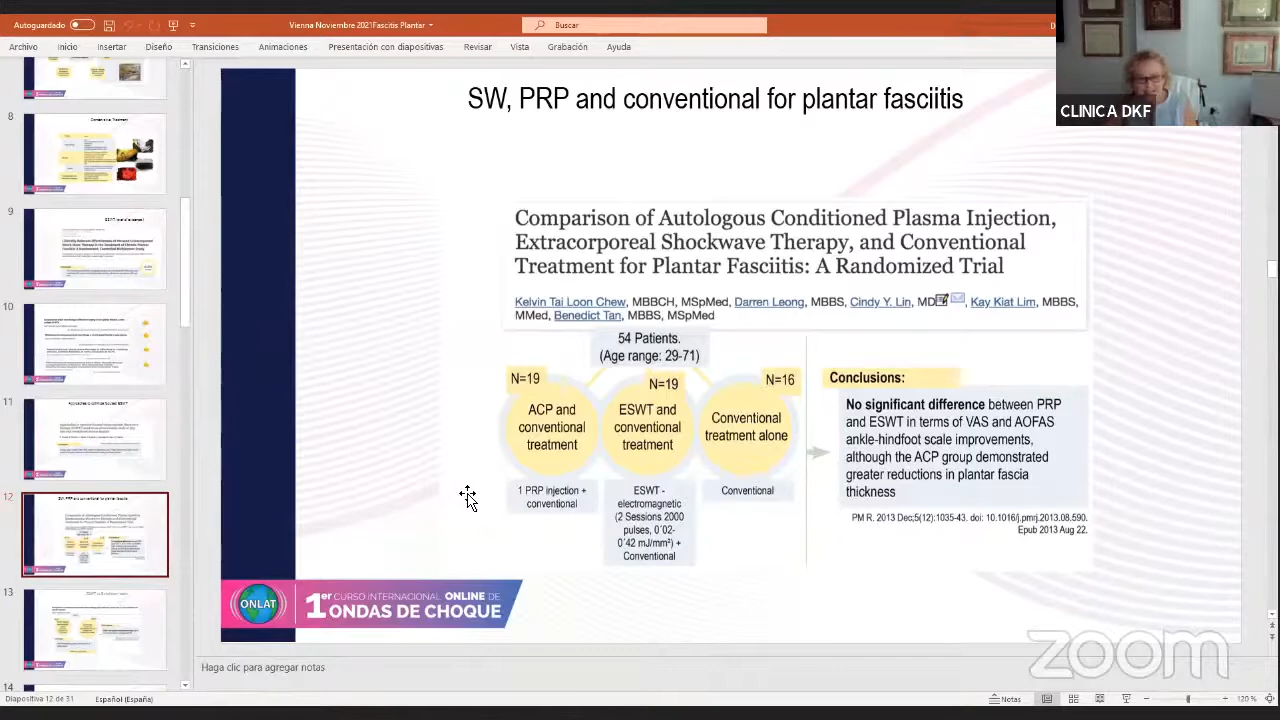 Autoguardado
Vienna Noviembre 2021Fascitis Plantar
Buscar
Archivo Inicio Insertar Diseño Transiciones Animaciones Presentación con diapositivas Revisar Vista Grabación Ayuda
CLINICA DKF
8
9
10
11
12
13
14
SW, PRP and conventional for plantar fasciitis
Comparison of Autologous Conditioned Plasma Injection,
Extracorporeal Shockwave Therapy, and Conventional
Treatment for Plantar Fasciitis: A Randomized Trial
Kelvin Tai Loon Chew, MBBCH, MSpMed, Darren Leong, MBBS, Cindy Y. Lin, MD, Kay Kiat Lim, MBBS,
MMed, Benedict Tan, MBBS, MSpMed
54 Patients.
(Age range: 29-71)
N=19
ACP and
conventional
treatment
1 PRP injection +
conventional
N=19
ESWT and
conventional
treatment
ESWT -
electromagnetic
(2 Sessions 2000
pulses, 0´02-
0´42 mJ/mm²) +
Conventional
N=16
Conventional
treatment alone
Conventional
Conclusions:
No significant difference between PRP
and ESWT in terms of VAS and AOFAS
ankle-hindfoot scale improvements,
although the ACP group demonstrated
greater reductions in plantar fascia
thickness
PM R. 2013 Dec;5(12):1035-43. doi: 10.1016/j.pmrj.2013.08.590.
Epub 2013 Aug 22.
ONLAT
1er CURSO INTERNACIONAL ONLINE DE
ONDAS DE CHOQUE
zoom
Haga clic para agregar notas
Diapositiva 12 de 31 Español (España) Notas 120 %